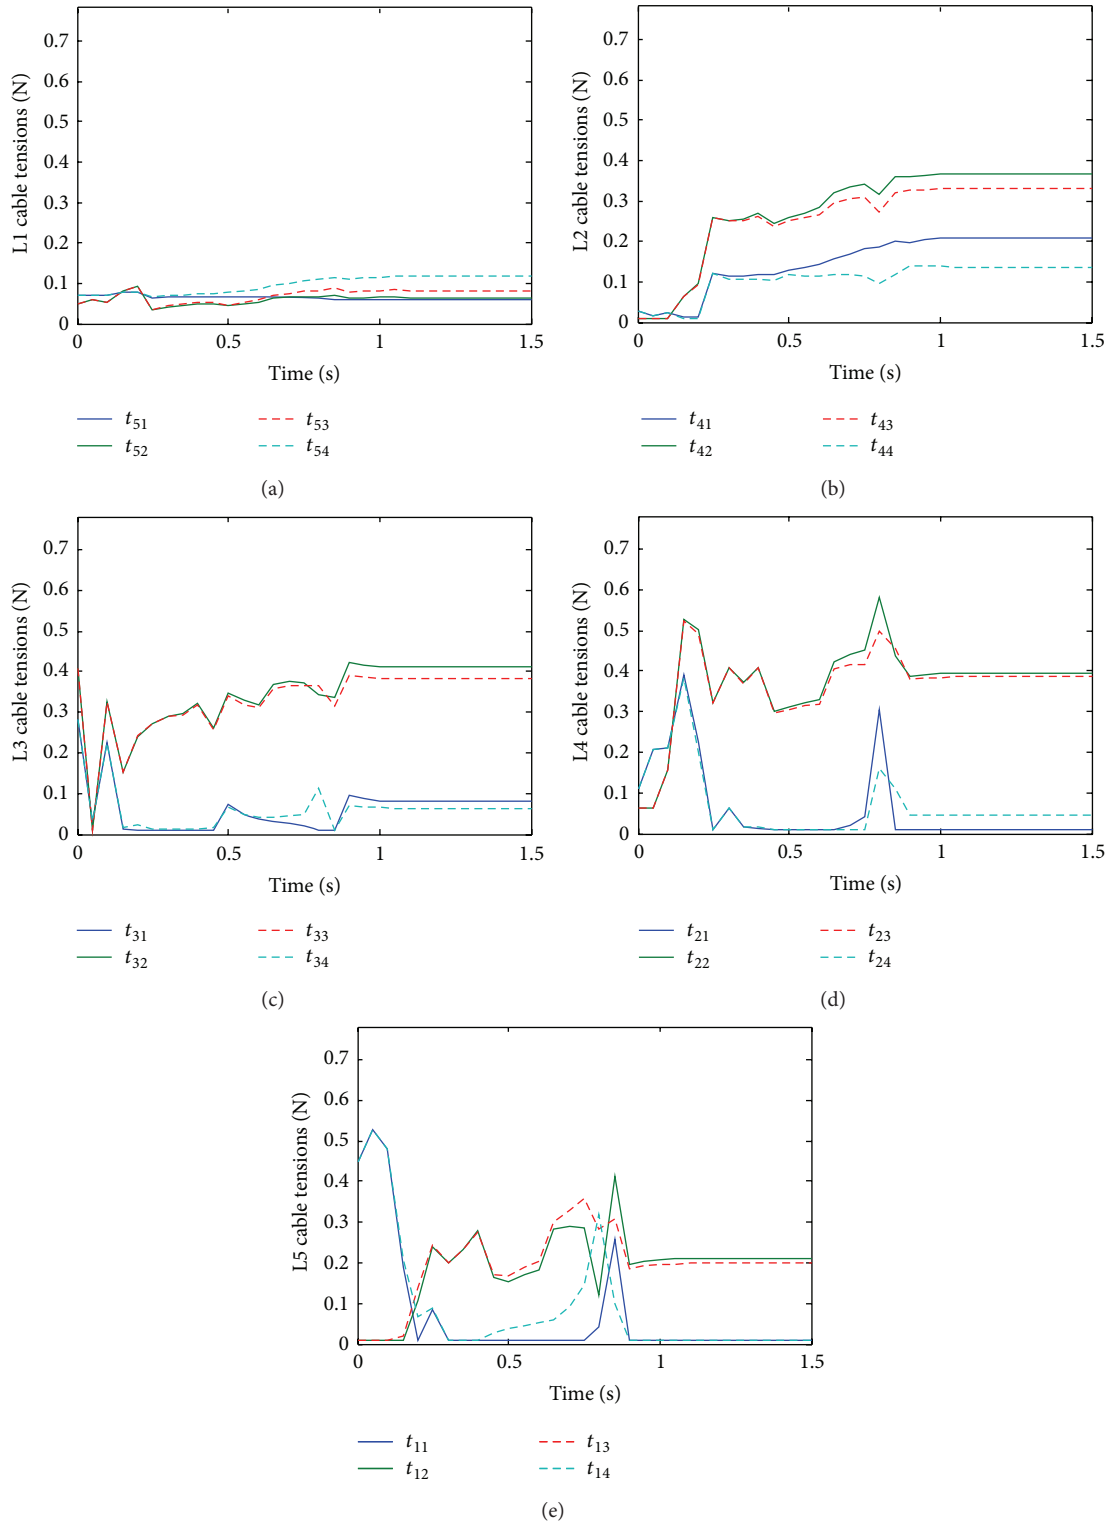 L1 cable tensions (N)
0.7
0.6
0.5
0.4
0.3
0.2
0.1
0
0 0.5 1 1.5
Time (s)
t51 t53
t52 t54
(a)
L2 cable tensions (N)
0.7
0.6
0.5
0.4
0.3
0.2
0.1
0
0 0.5 1 1.5
Time (s)
t41 t43
t42 t44
(b)
L3 cable tensions (N)
0.7
0.6
0.5
0.4
0.3
0.2
0.1
0
0 0.5 1 1.5
Time (s)
t31 t33
t32 t34
(c)
L4 cable tensions (N)
0.7
0.6
0.5
0.4
0.3
0.2
0.1
0
0 0.5 1 1.5
Time (s)
t21 t23
t22 t24
(d)
L5 cable tensions (N)
0.7
0.6
0.5
0.4
0.3
0.2
0.1
0
0 0.5 1 1.5
Time (s)
t11 t13
t12 t14
(e)